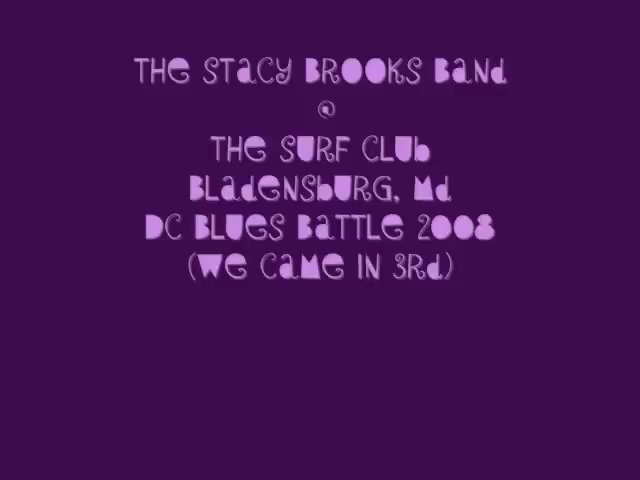 The Stacy Brooks Band
@
The Surf Club
Bladensburg, Md
DC Blues Battle 2008
(We Came in 3rd)